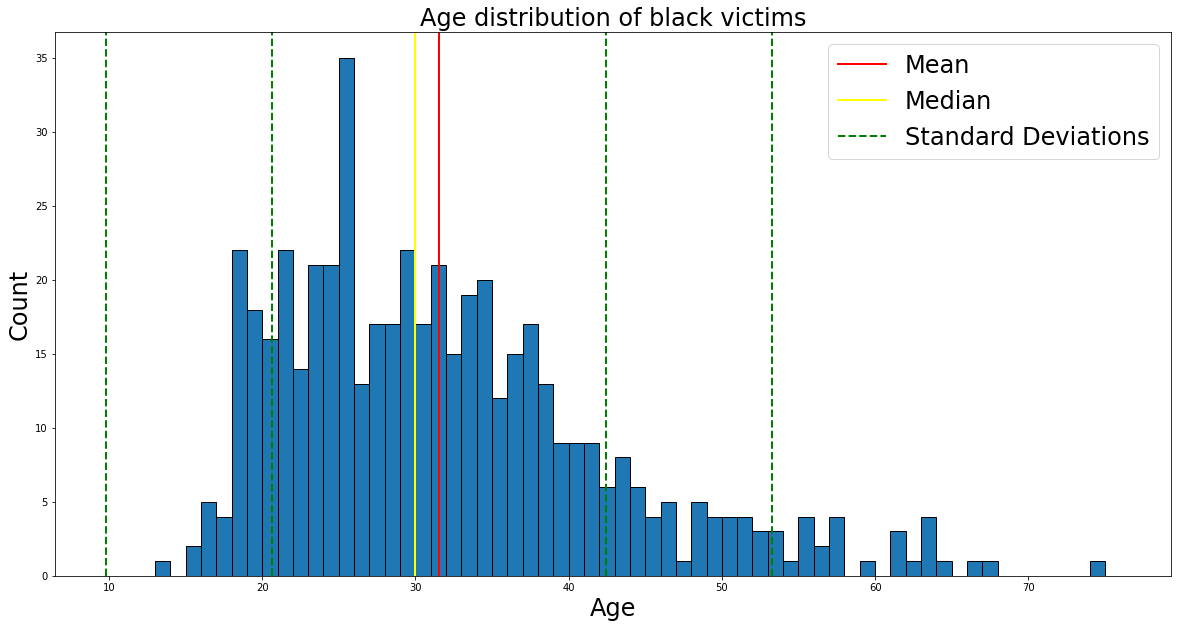 Age distribution of black victims
Mean
Median
Standard Deviations
Count
35
30
25
20
15
10
5
0
10 20 30 40 50 60 70
Age